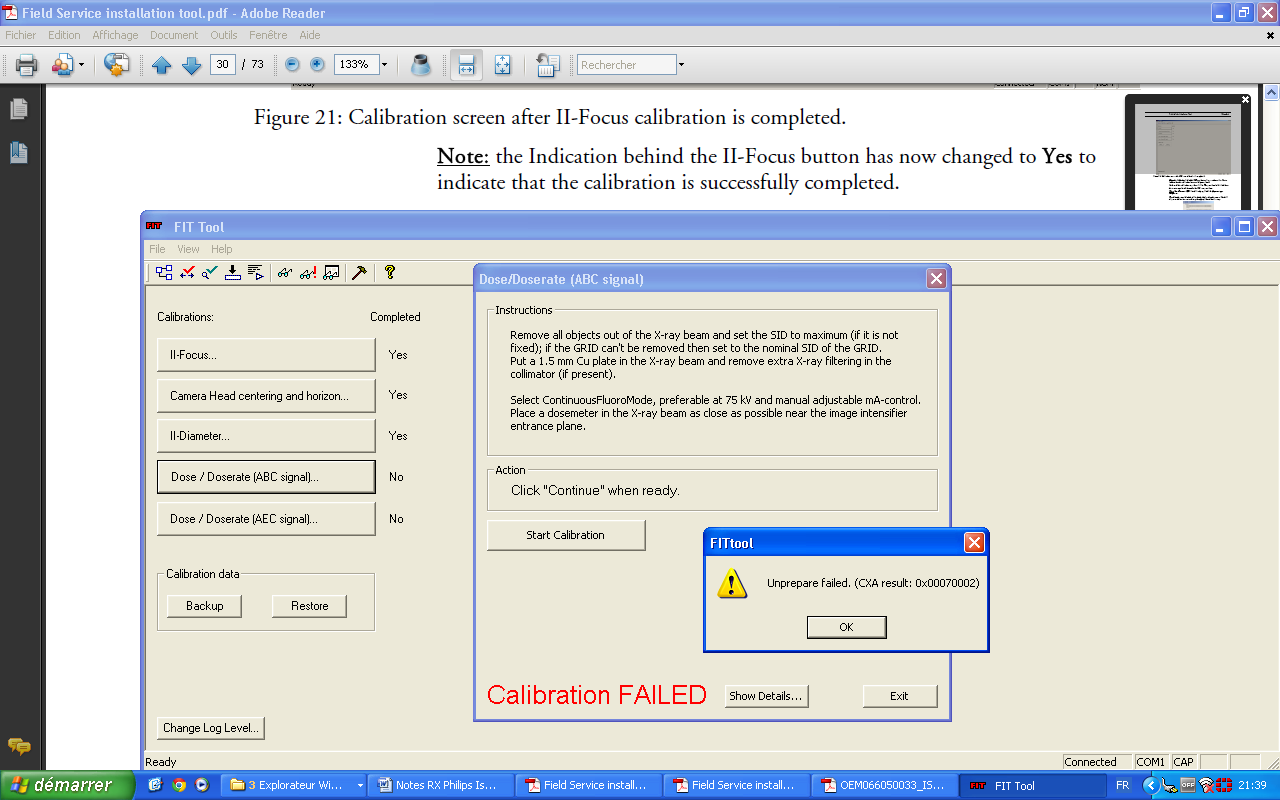 Field Service installation tool.pdf - Adobe Reader
Fichier Edition Affichage Document Outils Fenêtre Aide
30 / 73 133% Rechercher
Figure 21: Calibration screen after II-Focus calibration is completed.
Note: the Indication behind the II-Focus button has now changed to Yes to
indicate that the calibration is successfully completed.
FIT FIT Tool
File View Help
Calibrations: Completed
II-Focus... Yes
Camera Head centering and horizon... Yes
II-Diameter... Yes
Dose / Doserate (ABC signal)... No
Dose / Doserate (AEC signal)... No
Calibration data
Backup Restore
Change Log Level...
Dose/Doserate (ABC signal)
Instructions
Remove all objects out of the X-ray beam and set the SID to maximum (if it is not
fixed); if the GRID can't be removed then set to the nominal SID of the GRID.
Put a 1.5 mm Cu plate in the X-ray beam and remove extra X-ray filtering in the
collimator (if present).
Select ContinuousFluoroMode, preferable at 75 kV and manual adjustable mA-control.
Place a dosemeter in the X-ray beam as close as possible near the image intensifier
entrance plane.
Action
Click "Continue" when ready.
Start Calibration
FITtool
Unprepare failed. (CXA result: 0x00070002)
OK
Calibration FAILED Show Details... Exit
Ready Connected COM1 CAP
démarrer 3 Explorateur Wi... Notes RX Philips Is... Field Service install... Field Service install... OEM066050033_IS... FIT FIT Tool FR OFF 21:39